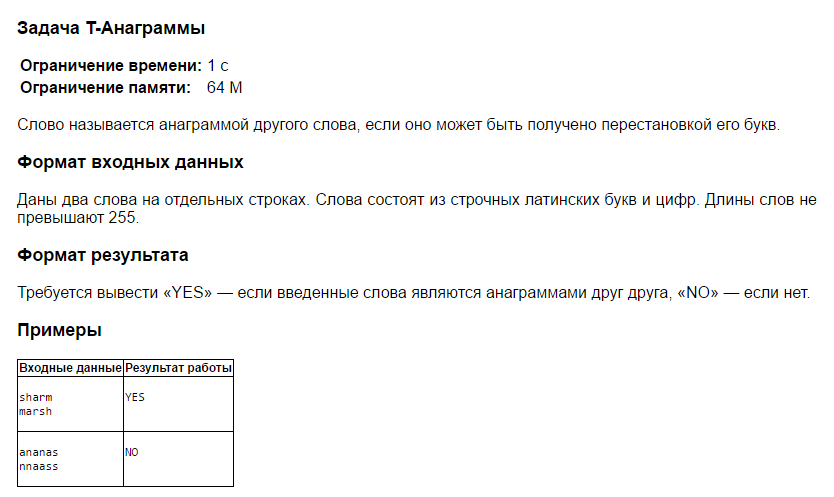 Задача T-Анаграммы
Ограничение времени: 1 с
Ограничение памяти: 64 M
Слово называется анаграммой другого слова, если оно может быть получено перестановкой его букв.
Формат входных данных
Даны два слова на отдельных строках. Слова состоят из строчных латинских букв и цифр. Длины слов не
превышают 255.
Формат результата
Требуется вывести «YES» — если введенные слова являются анаграммами друг друга, «NO» — если нет.
Примеры
Входные данные Результат работы
sharm YES
marsh
ananas NO
nnaass